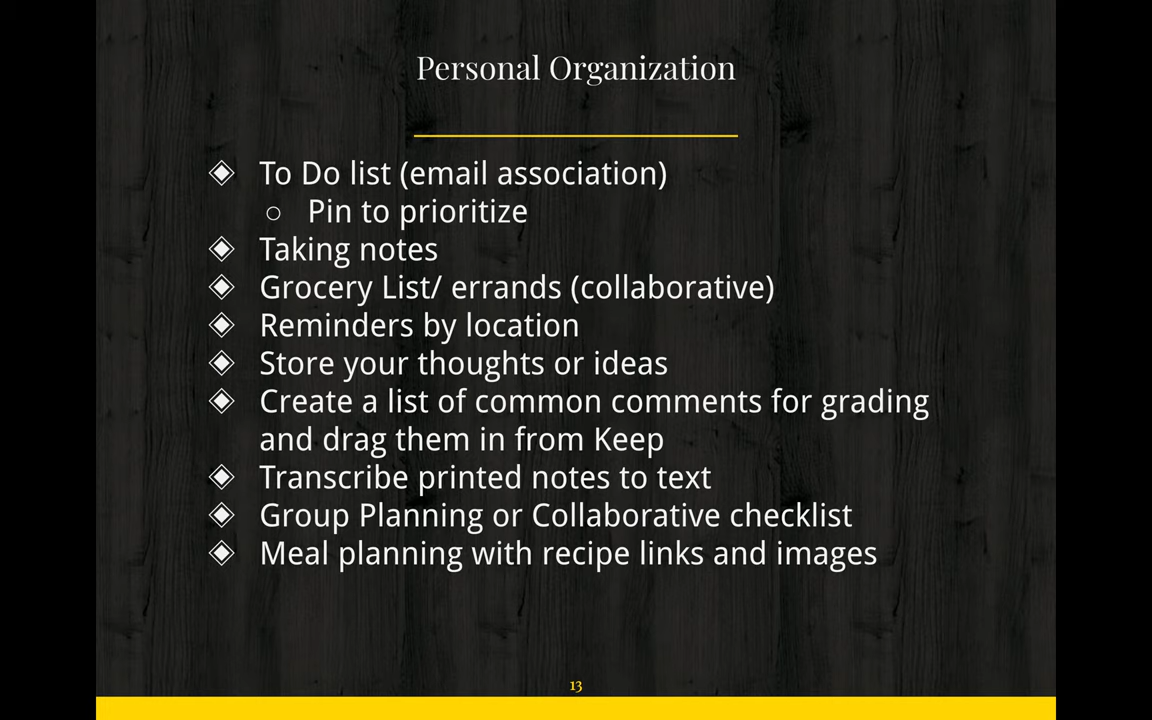 Personal Organization
◈ To Do list (email association)
○ Pin to prioritize
◈ Taking notes
◈ Grocery List/ errands (collaborative)
◈ Reminders by location
◈ Store your thoughts or ideas
◈ Create a list of common comments for grading
and drag them in from Keep
◈ Transcribe printed notes to text
◈ Group Planning or Collaborative checklist
◈ Meal planning with recipe links and images
13